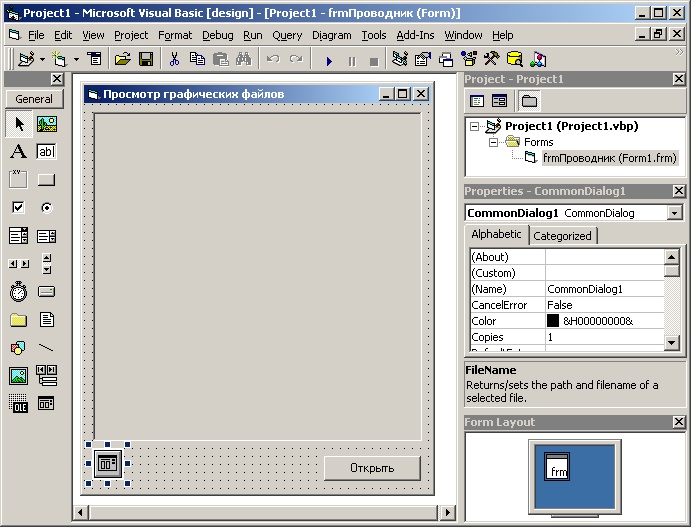 Project1 - Microsoft Visual Basic [design] - [Project1 - frmПроводник (Form)]
File Edit View Project Format Debug Run Query Diagram Tools Add-Ins Window Help
General
A ab|
xv
OLE
Просмотр графических файлов
Открыть
Project - Project1
Project1 (Project1.vbp)
Forms
frmПроводник (Form1.frm)
Properties - CommonDialog1
CommonDialog1 CommonDialog
Alphabetic Categorized
(About)
(Custom)
(Name) CommonDialog1
CancelError False
Color &H00000000&
Copies 1
FileName
Returns/sets the path and filename of a
selected file.
Form Layout
frm